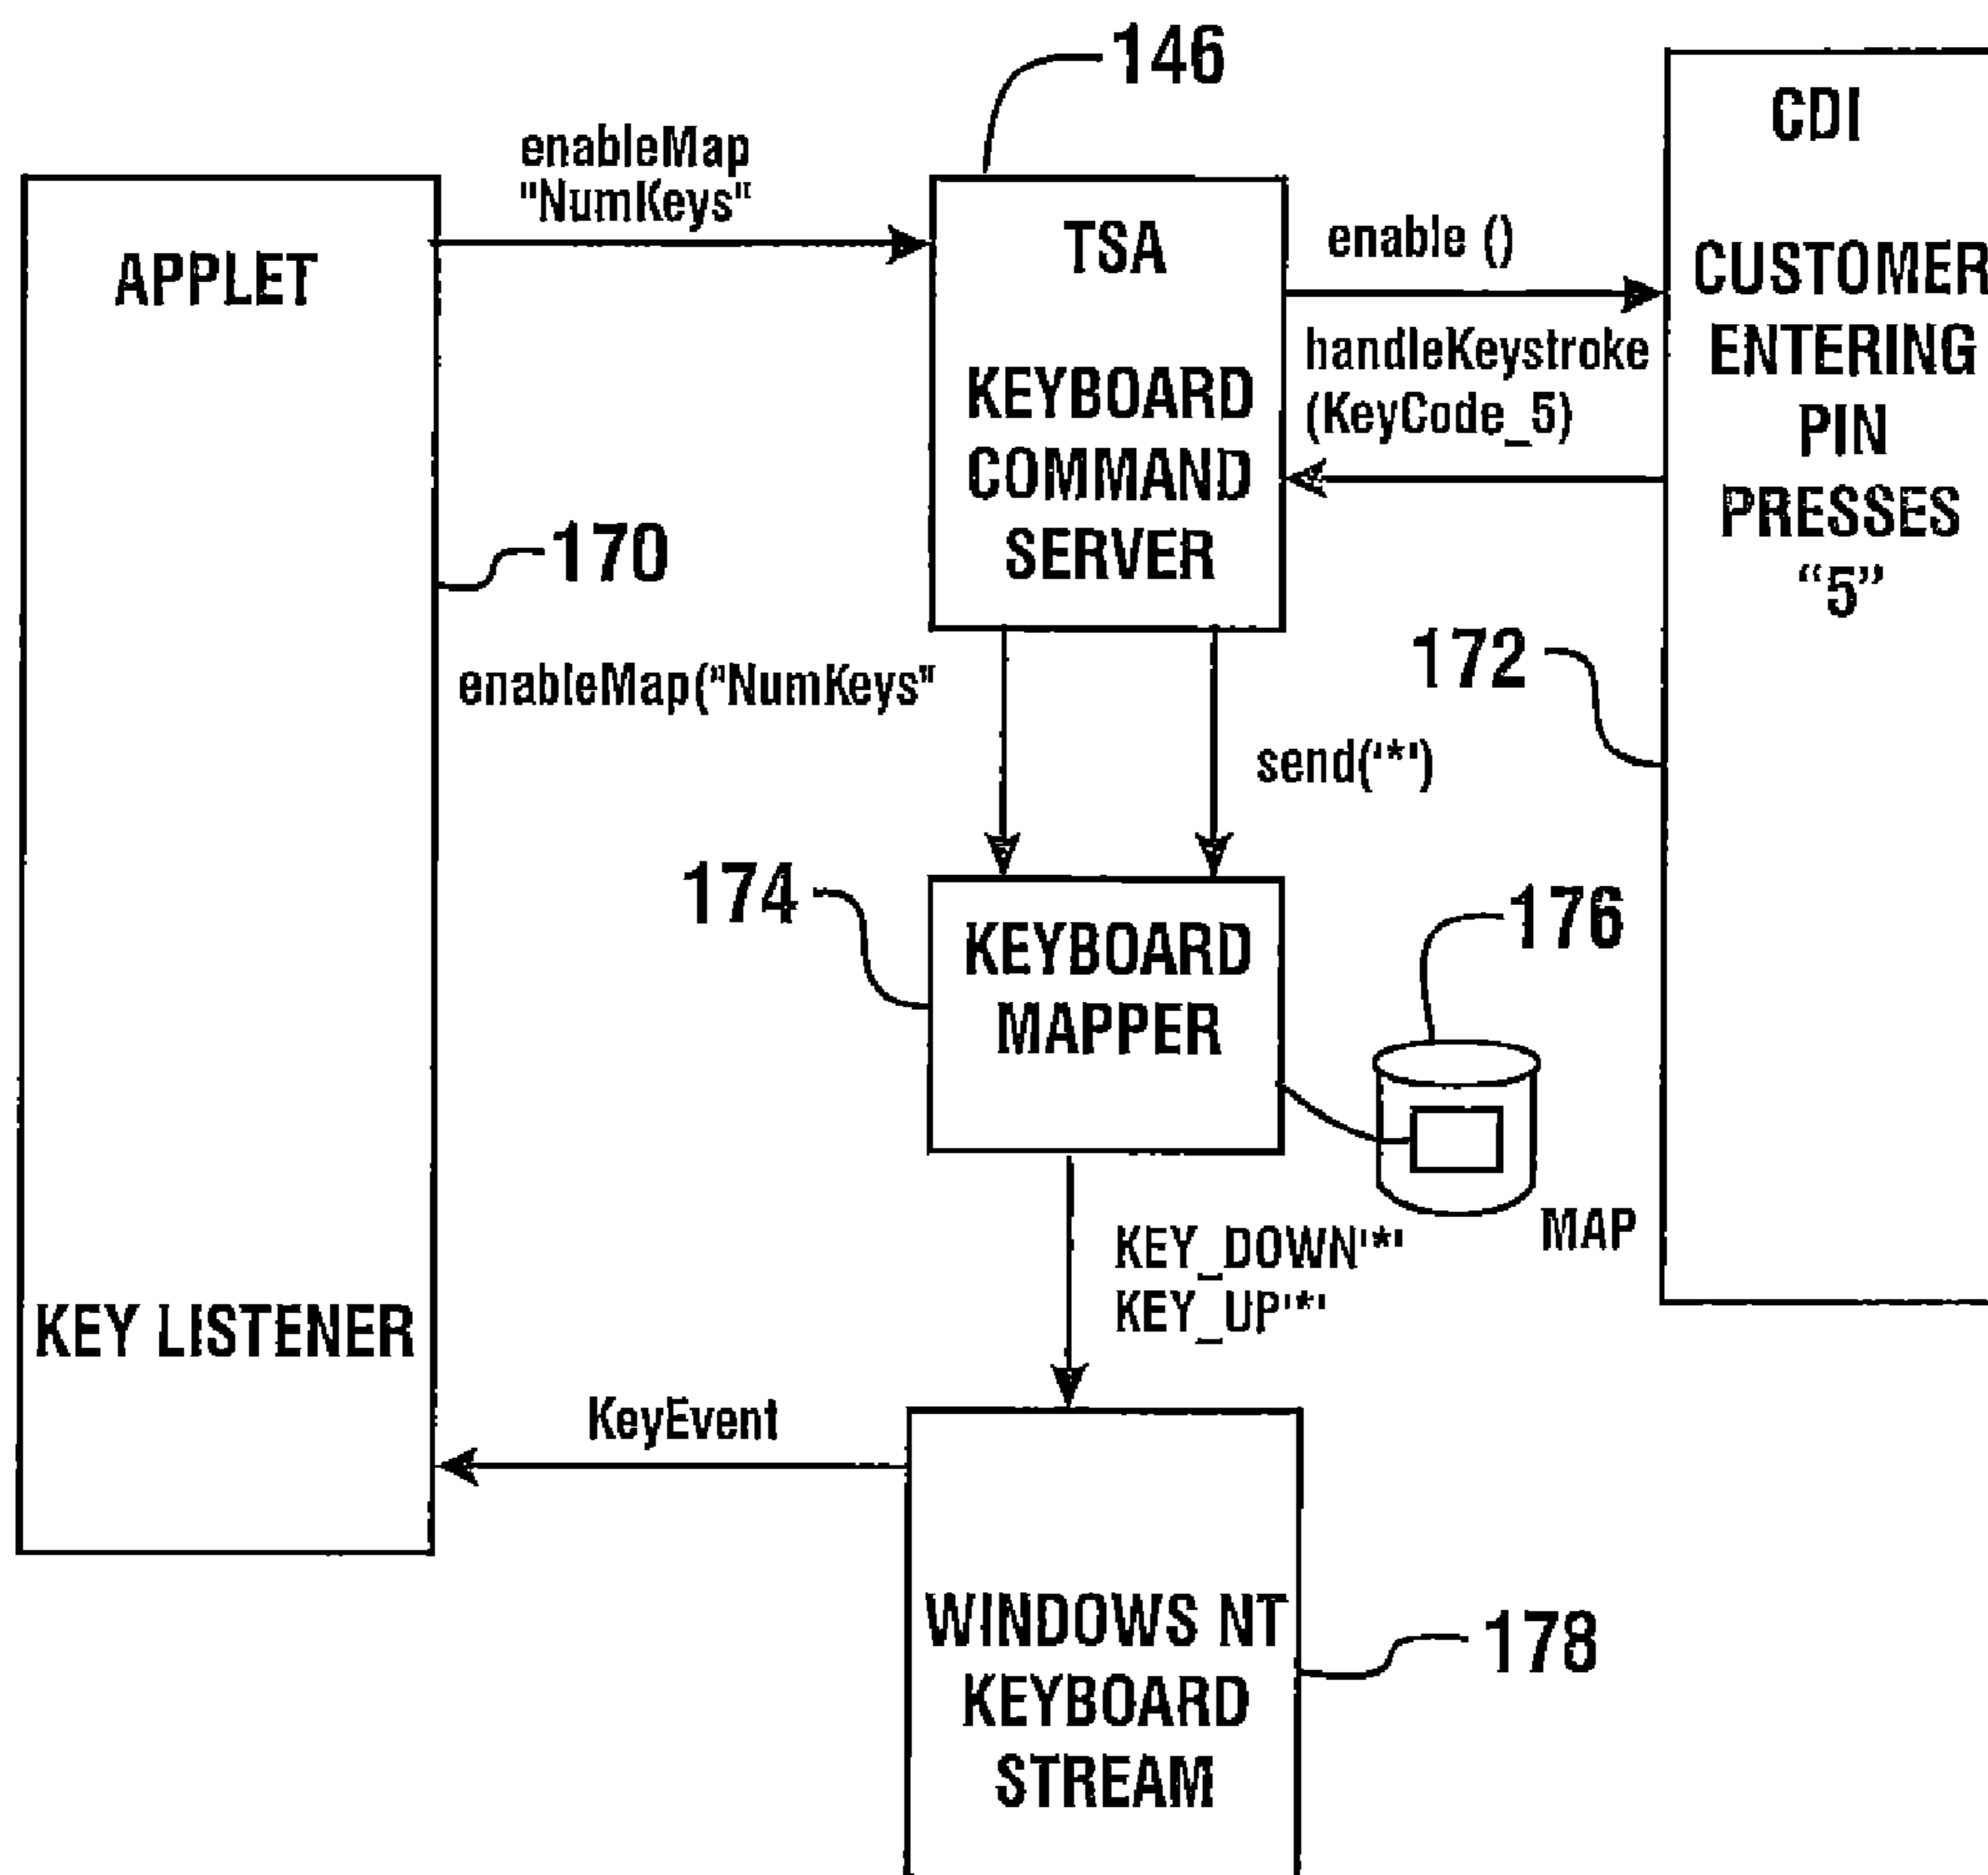 146
CDI
enableMap
"NumKeys"
APPLET
TSA
enable ()
CUSTOMER
ENTERING
PIN
PRESSES
“5”
KEYBOARD
COMMAND
SERVER
handleKeystroke
(KeyCode_5)
170
172
enableMap("NumKeys"
send('*')
174
KEYBOARD
MAPPER
176
MAP
KEY_DOWN'*'
KEY_UP'*'
KEY LISTENER
KeyEvent
WINDOWS NT
KEYBOARD
STREAM
178